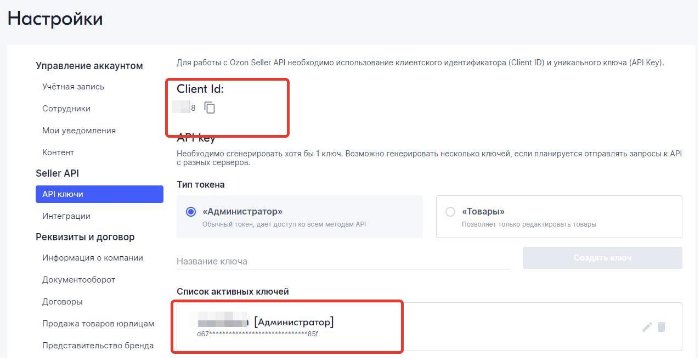 Настройки
Управление аккаунтом
Учётная запись
Сотрудники
Мои уведомления
Контент
Seller API
API ключи
Интеграции
Реквизиты и договор
Информация о компании
Документооборот
Договоры
Продажа товаров юрлицам
Представительство бренда
Для работы с Ozon Seller API необходимо использование клиентского идентификатора (Client ID) и уникального ключа (API Key).
Client Id:
8
API key
Необходимо сгенерировать хотя бы 1 ключ. Возможно генерировать несколько ключей, если планируется отправлять запросы к API
с разных серверов.
Тип токена
«Администратор»
Обычный токен, дает доступ ко всем методам API
«Товары»
Позволяет только редактировать товары
Название ключа
Создать ключ
Список активных ключей
[Администратор]
d67******************************85f